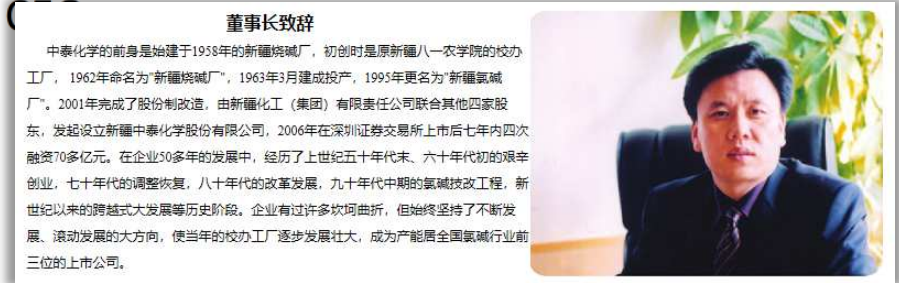 董事长致辞
中泰化学的前身是始建于1958年的新疆烧碱厂，初创时是原新疆八一农学院的校办
工厂， 1962年命名为"新疆烧碱厂"，1963年3月建成投产，1995年更名为"新疆氯碱
厂"。2001年完成了股份制改造，由新疆化工（集团）有限责任公司联合其他四家股
东，发起设立新疆中泰化学股份有限公司，2006年在深圳证券交易所上市后七年内四次
融资70多亿元。在企业50多年的发展中，经历了上世纪五十年代末、六十年代初的艰辛
创业，七十年代的调整恢复，八十年代的改革发展，九十年代中期的氯碱技改工程，新
世纪以来的跨越式大发展等历史阶段。企业有过许多坎坷曲折，但始终坚持了不断发
展、滚动发展的大方向，使当年的校办工厂逐步发展壮大，成为产能居全国氯碱行业前
三位的上市公司。